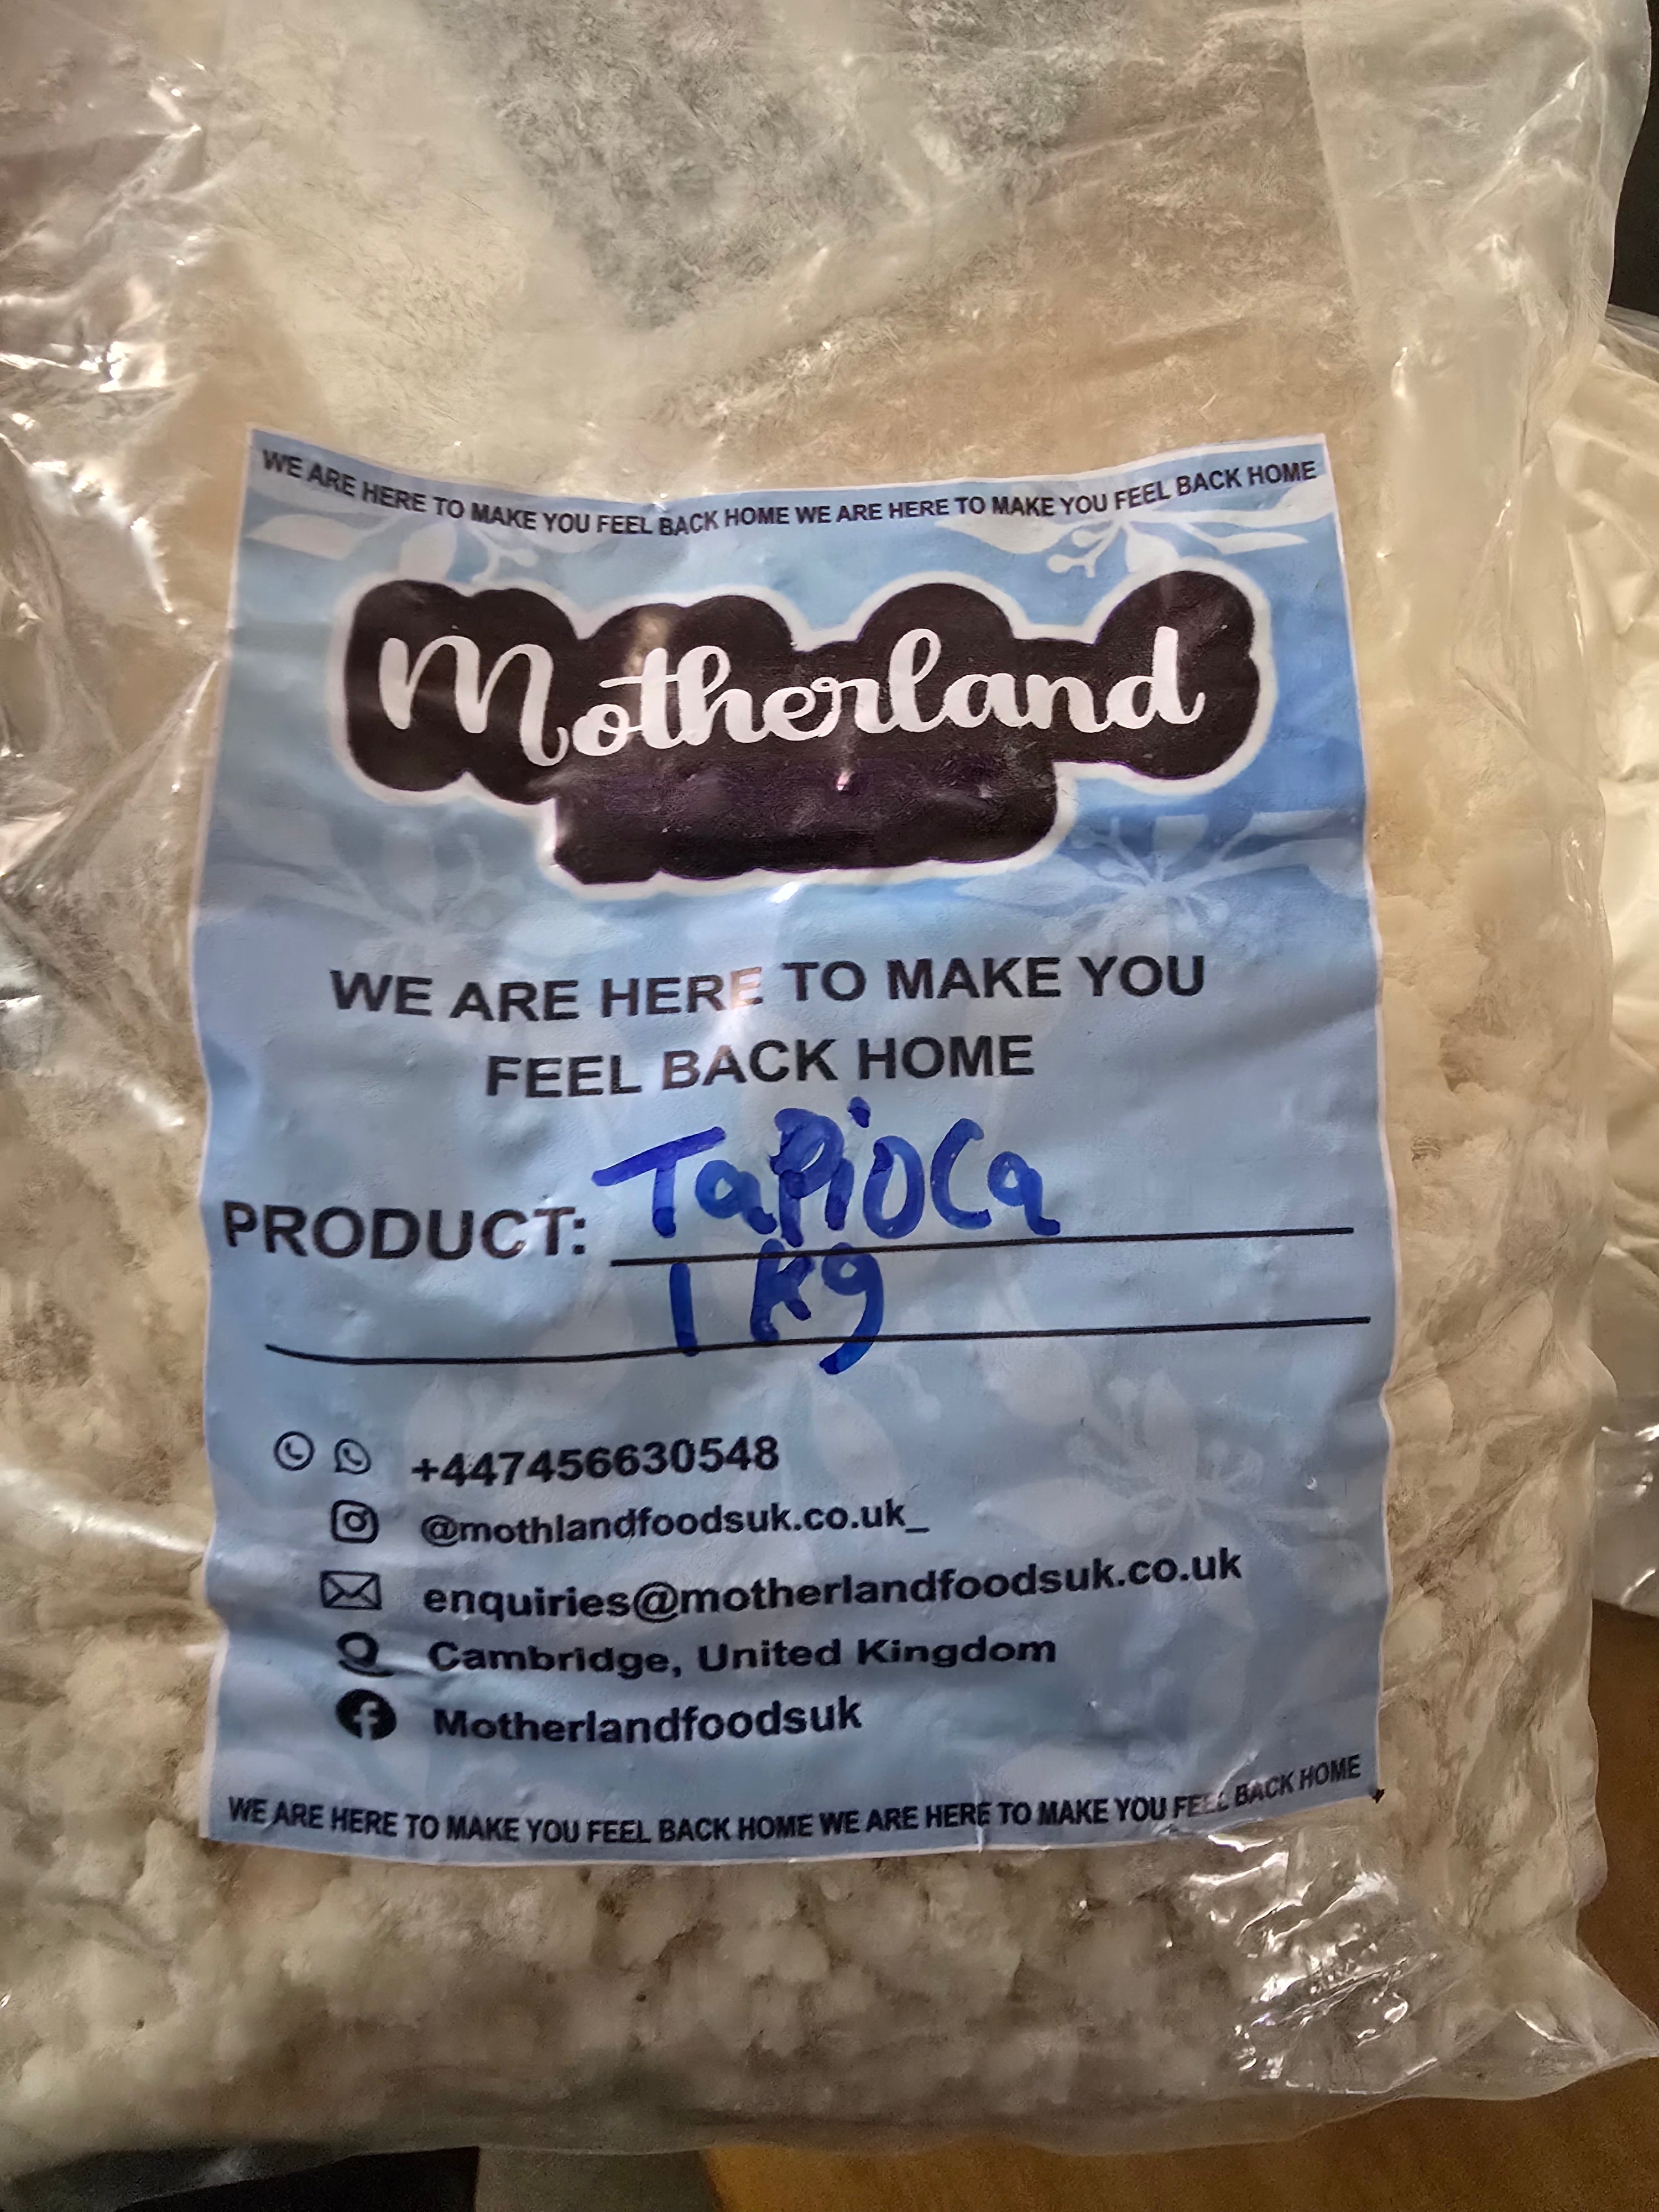 WE ARE HERE TO MAKE YOU FEEL BACK HOME WE ARE HERE TO MAKE YOU FEEL BACK HOME
Motherland
WE ARE HERE TO MAKE YOU
FEEL BACK HOME
PRODUCT: TaPioCa
1 kg
+447456630548
@mothlandfoodsuk.co.uk_
enquiries@motherlandfoodsuk.co.uk
Cambridge, United Kingdom
Motherlandfoodsuk
WE ARE HERE TO MAKE YOU FEEL BACK HOME WE ARE HERE TO MAKE YOU FEEL BACK HOME